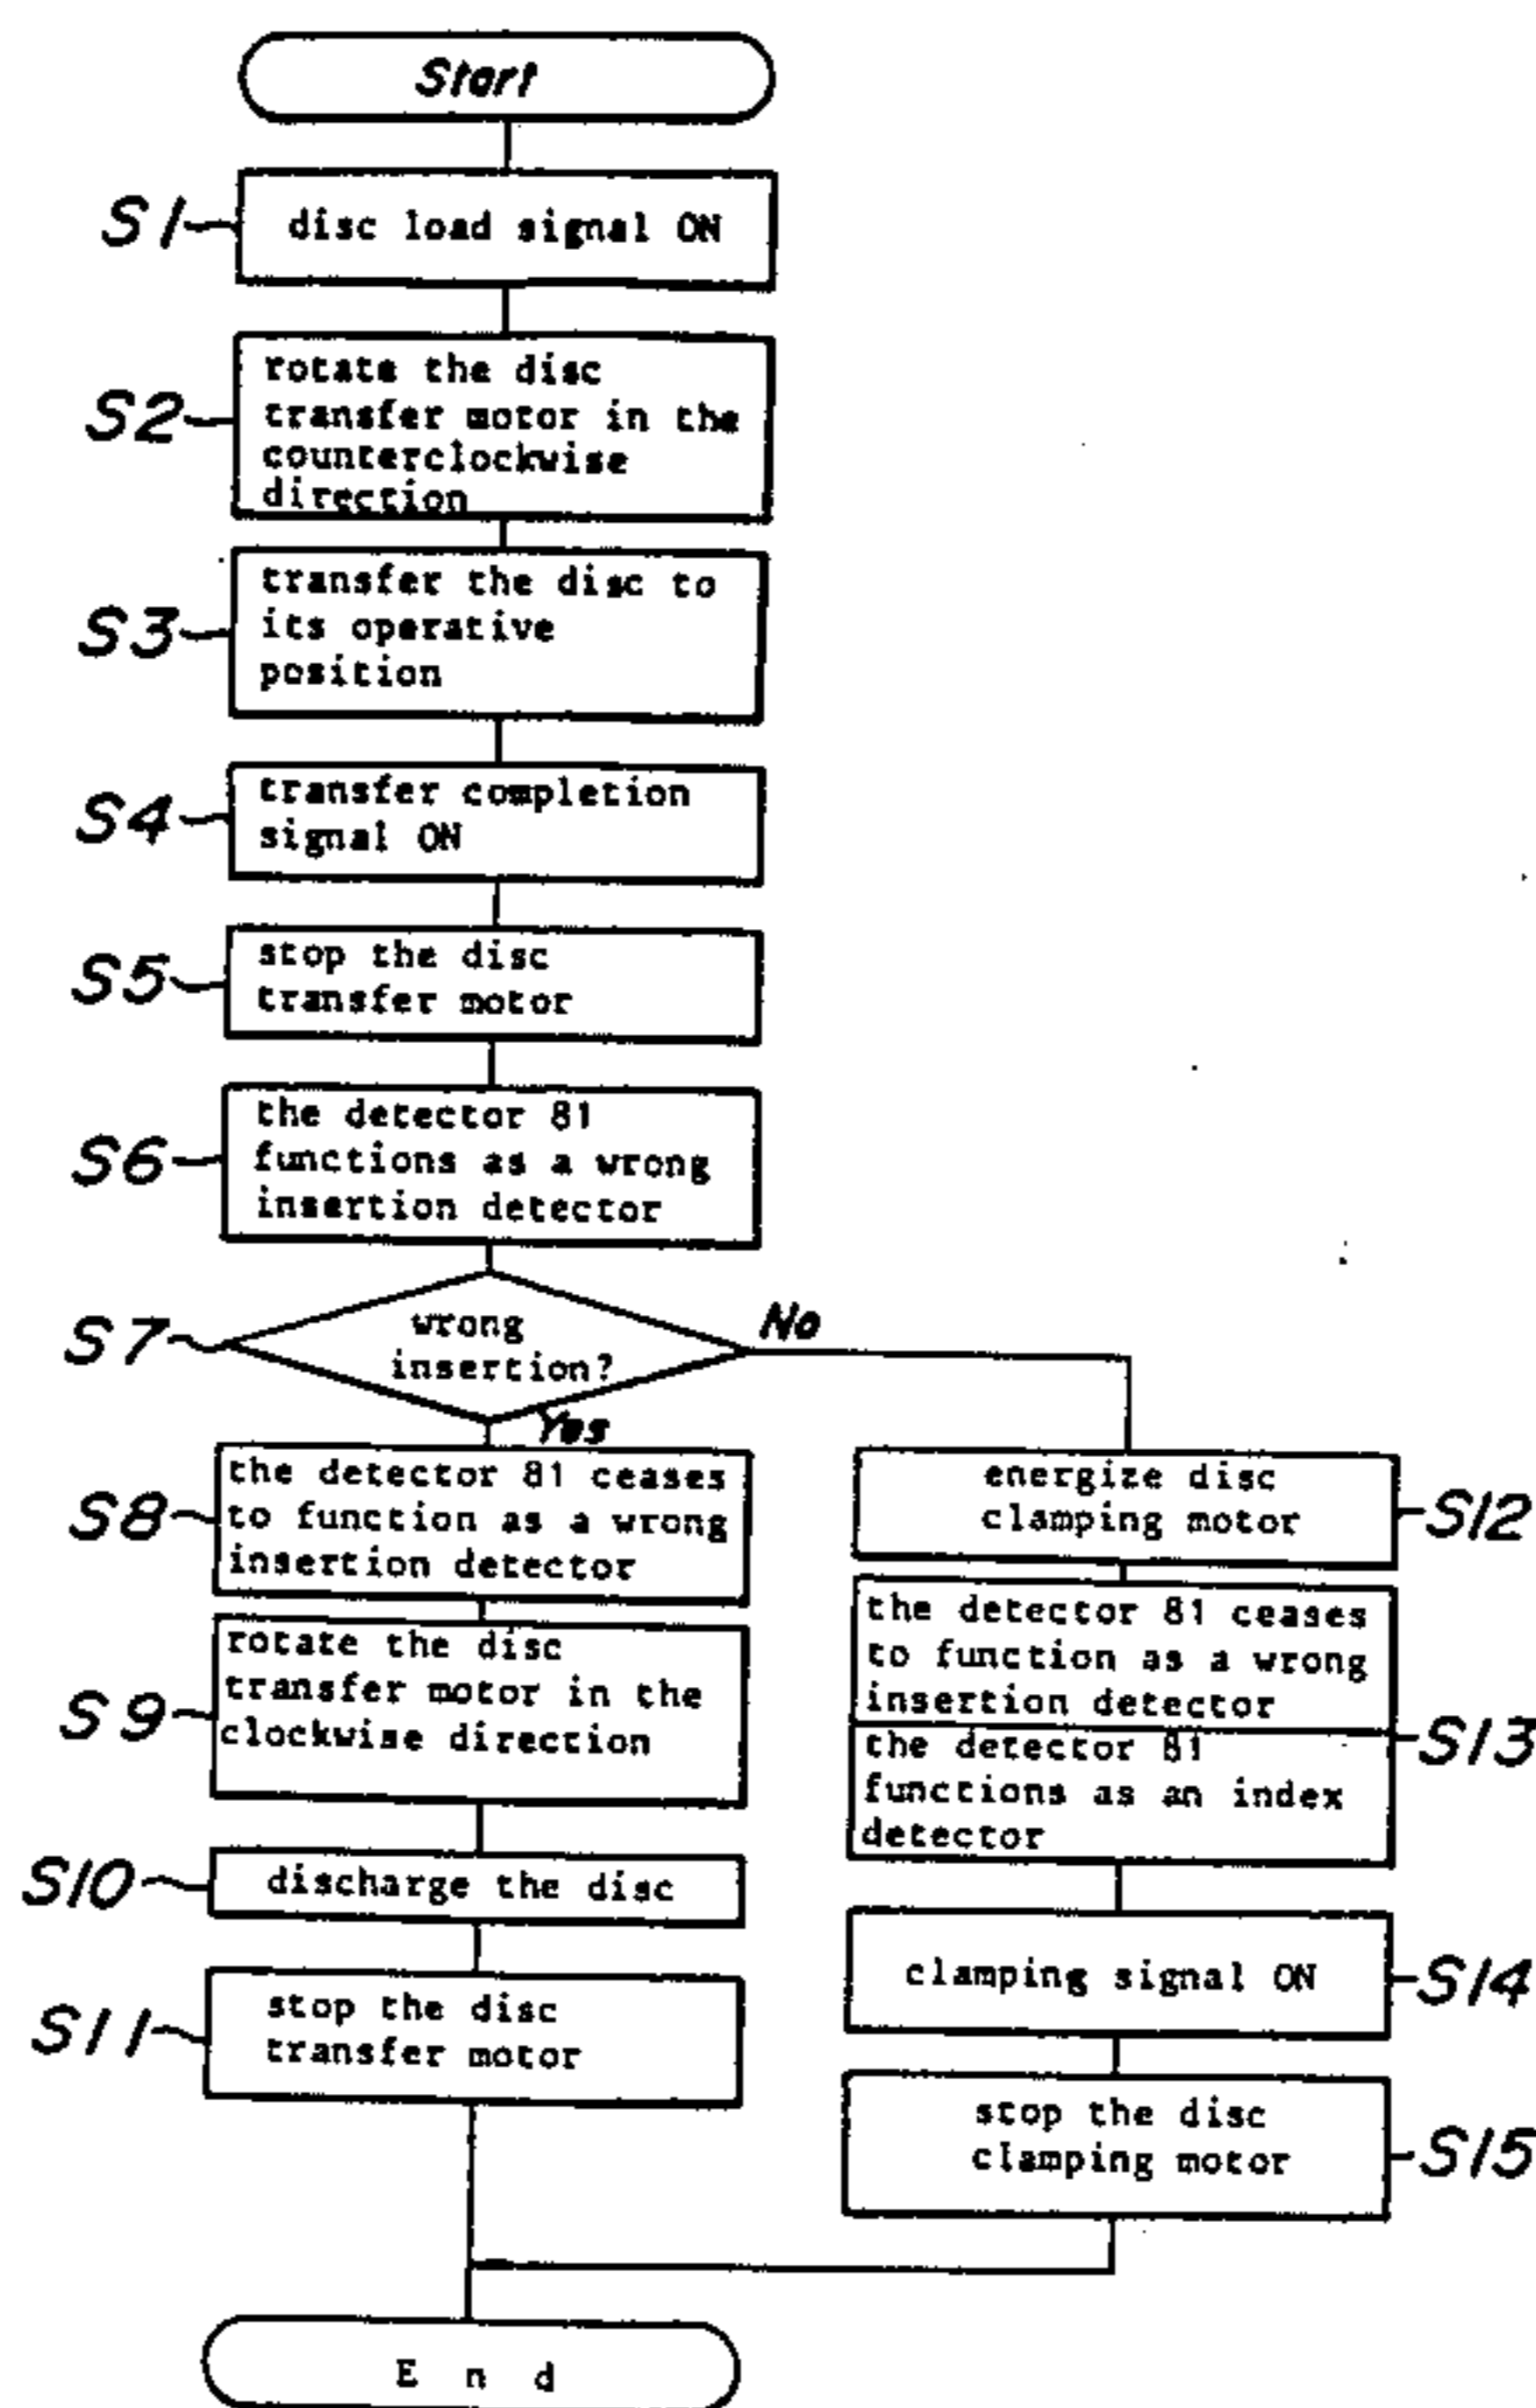 Start
S1
disc load signal ON
S2
rotate the disc
transfer motor in the
counterclockwise
direction
S3
transfer the disc to
its operative
position
S4
transfer completion
signal ON
S5
stop the disc
transfer motor
S6
the detector 81
functions as a wrong
insertion detector
S7
wrong
insertion?
No
Yes
S8
the detector 81 ceases
to function as a wrong
insertion detector
S9
rotate the disc
transfer motor in the
clockwise direction
S10
discharge the disc
S11
stop the disc
transfer motor
energize disc
clamping motor
S12
the detector 81 ceases
to function as a wrong
insertion detector
S13
the detector 81
functions as an index
detector
clamping signal ON
S14
stop the disc
clamping motor
S15
E n d